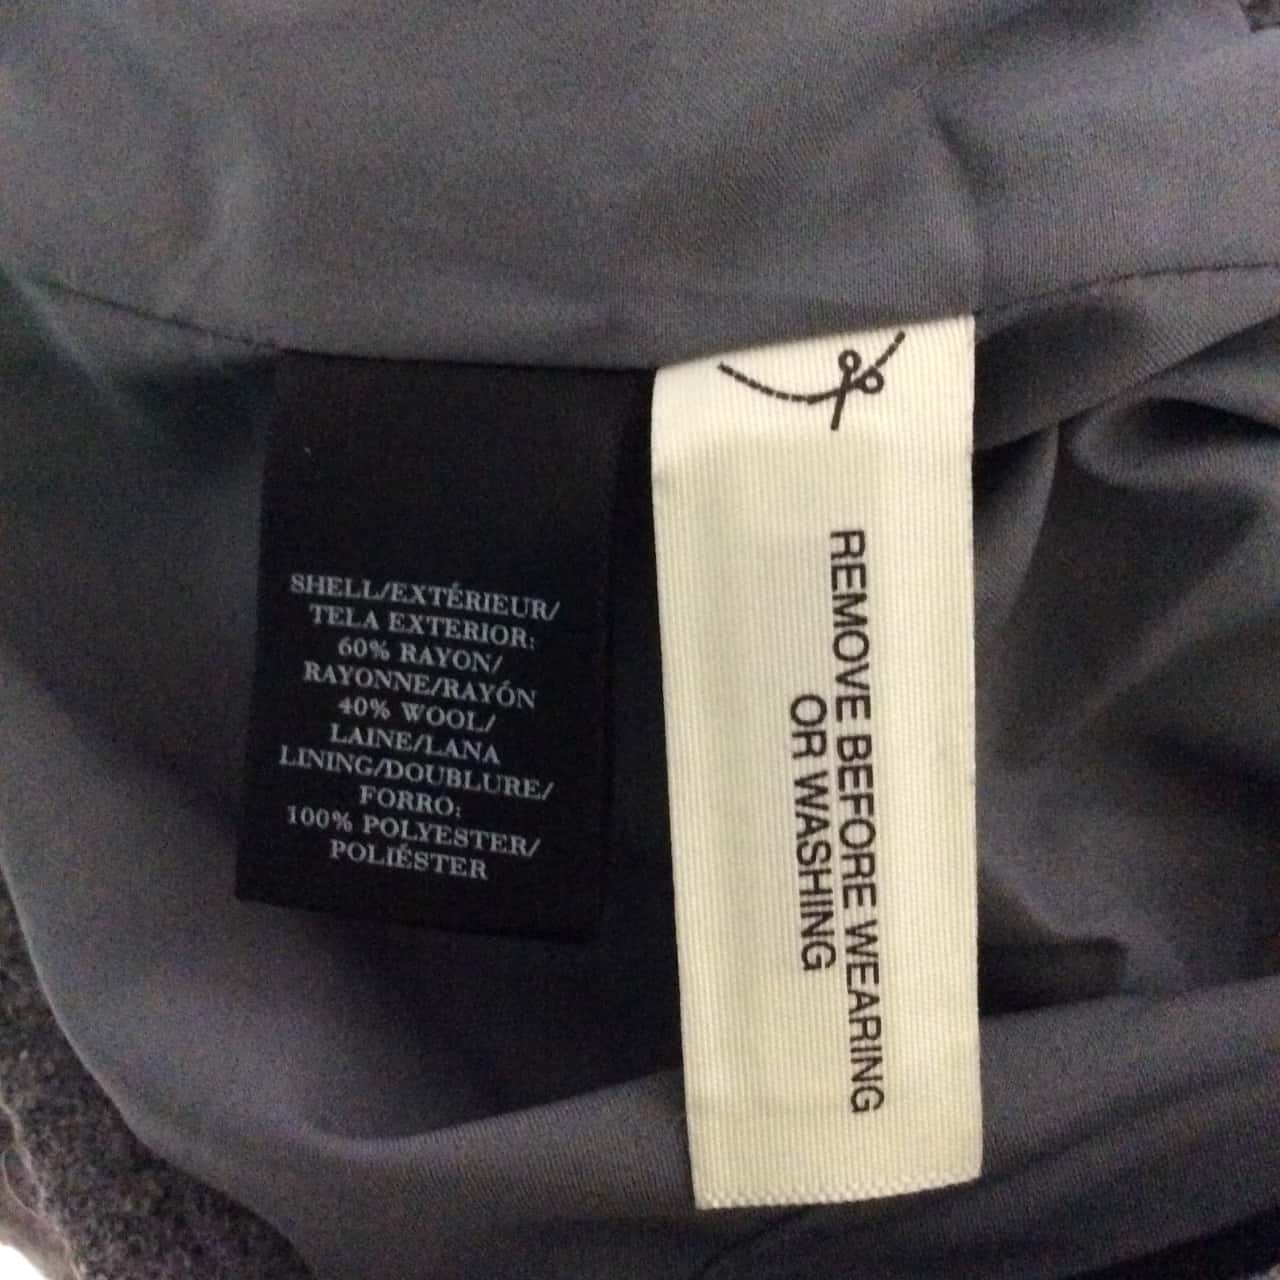 SHELL/EXTÉRIEUR/
TELA EXTERIOR:
60% RAYON/
RAYONNE/RAYÓN
40% WOOL/
LAINE/LANA
LINING/DOUBLURE/
FORRO:
100% POLYESTER/
POLIÉSTER
REMOVE BEFORE WEARING
OR WASHING